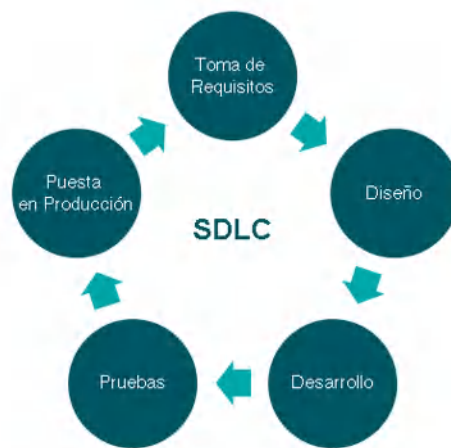 Toma de
Requisitos
Diseño
Desarrollo
Pruebas
Puesta
en Producción
SDLC